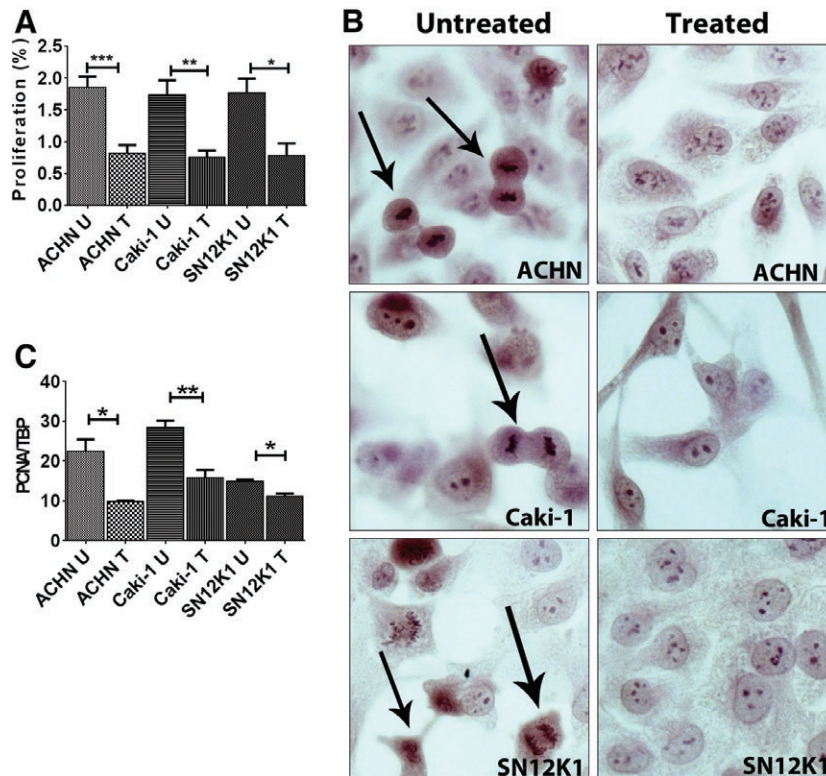 A
Proliferation (%)
2.5
2.0
1.5
1.0
0.5
0.0
***
**
*
ACHN U
ACHN T
Caki-1 U
Caki-1 T
SN12K1 U
SN12K1 T
B
Untreated
Treated
ACHN
ACHN
Caki-1
Caki-1
SN12K1
SN12K1
C
PCNA/TBP
40
30
20
10
0
*
**
*
ACHN U
ACHN T
Caki-1 U
Caki-1 T
SN12K1 U
SN12K1 T